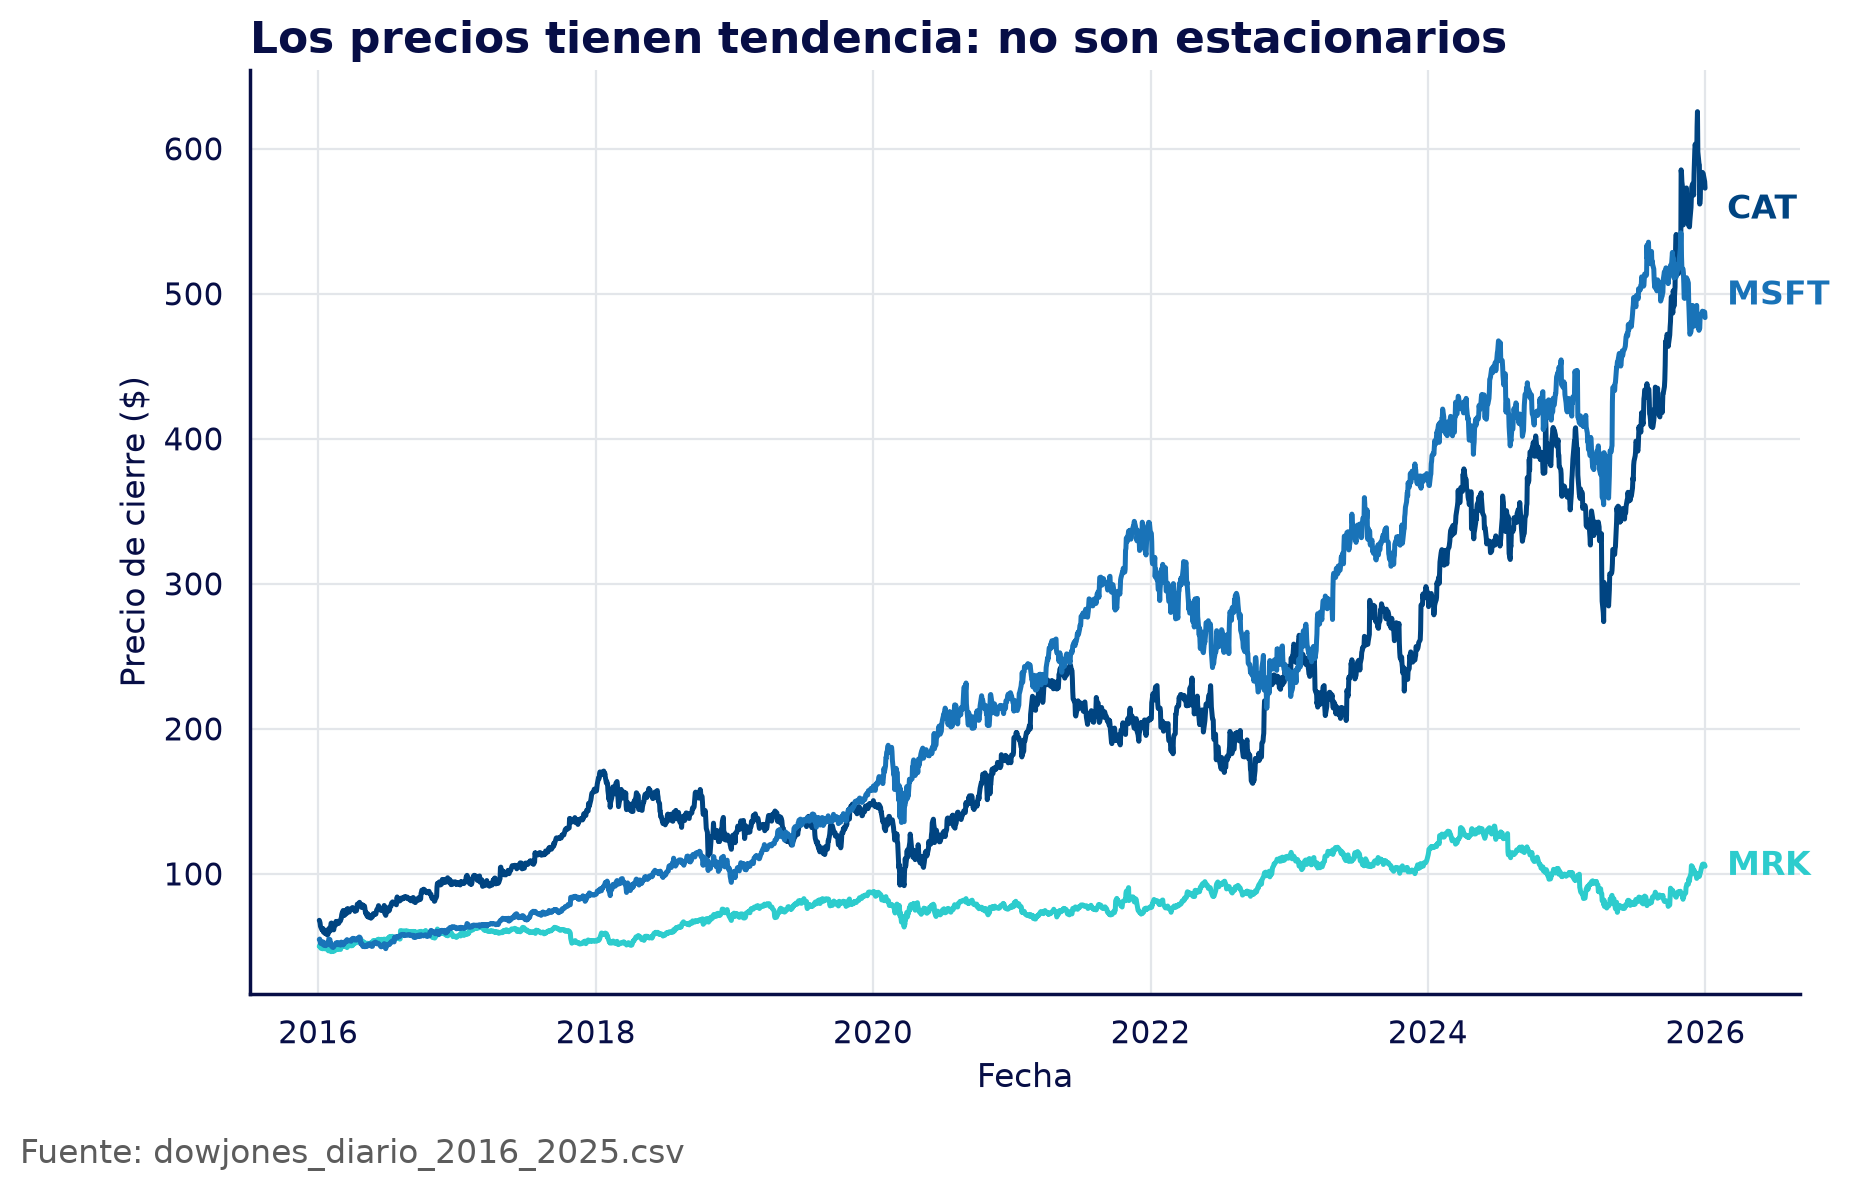 Los precios tienen tendencia: no son estacionarios
600
500
400
300
200
100
Precio de cierre ($)
CAT
MSFT
MRK
2016 2018 2020 2022 2024 2026
Fecha
Fuente: dowjones_diario_2016_2025.csv